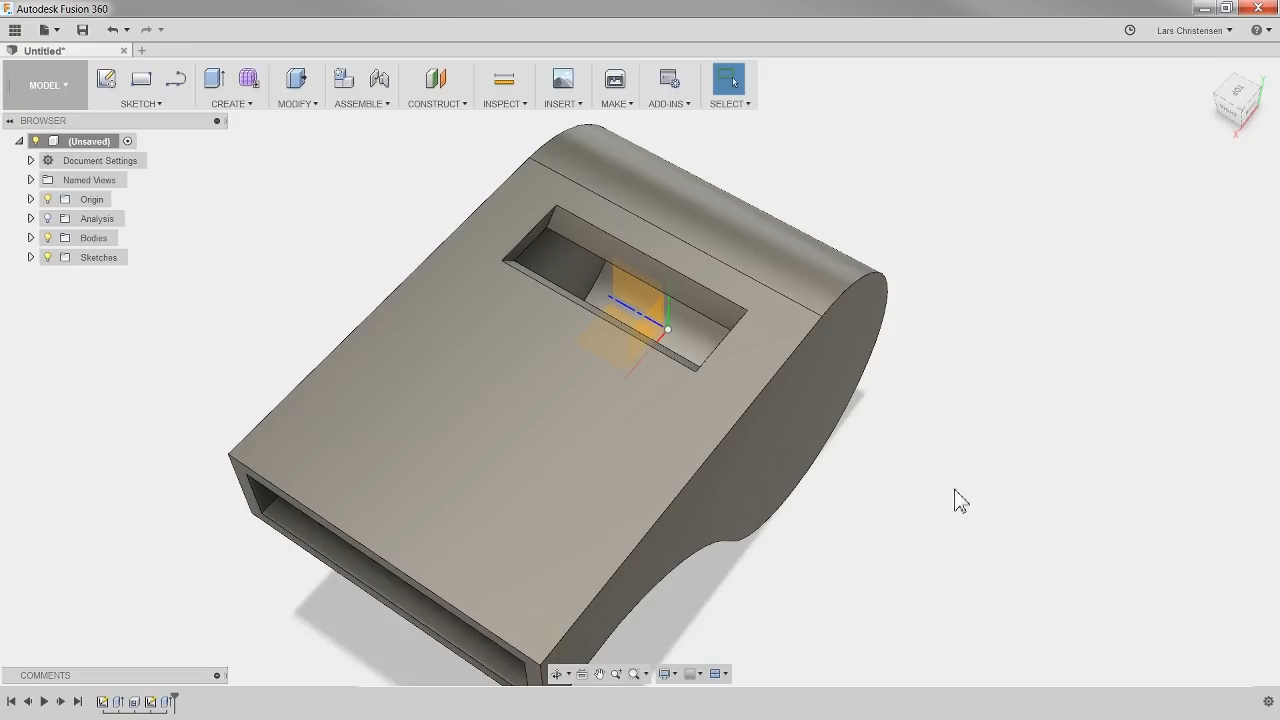 Autodesk Fusion 360
Lars Christensen
Untitled*
MODEL
SKETCH
CREATE
MODIFY
ASSEMBLE
CONSTRUCT
INSPECT
INSERT
MAKE
ADD-INS
SELECT
BROWSER
(Unsaved)
Document Settings
Named Views
Origin
Analysis
Bodies
Sketches
TOP
Y
X
COMMENTS